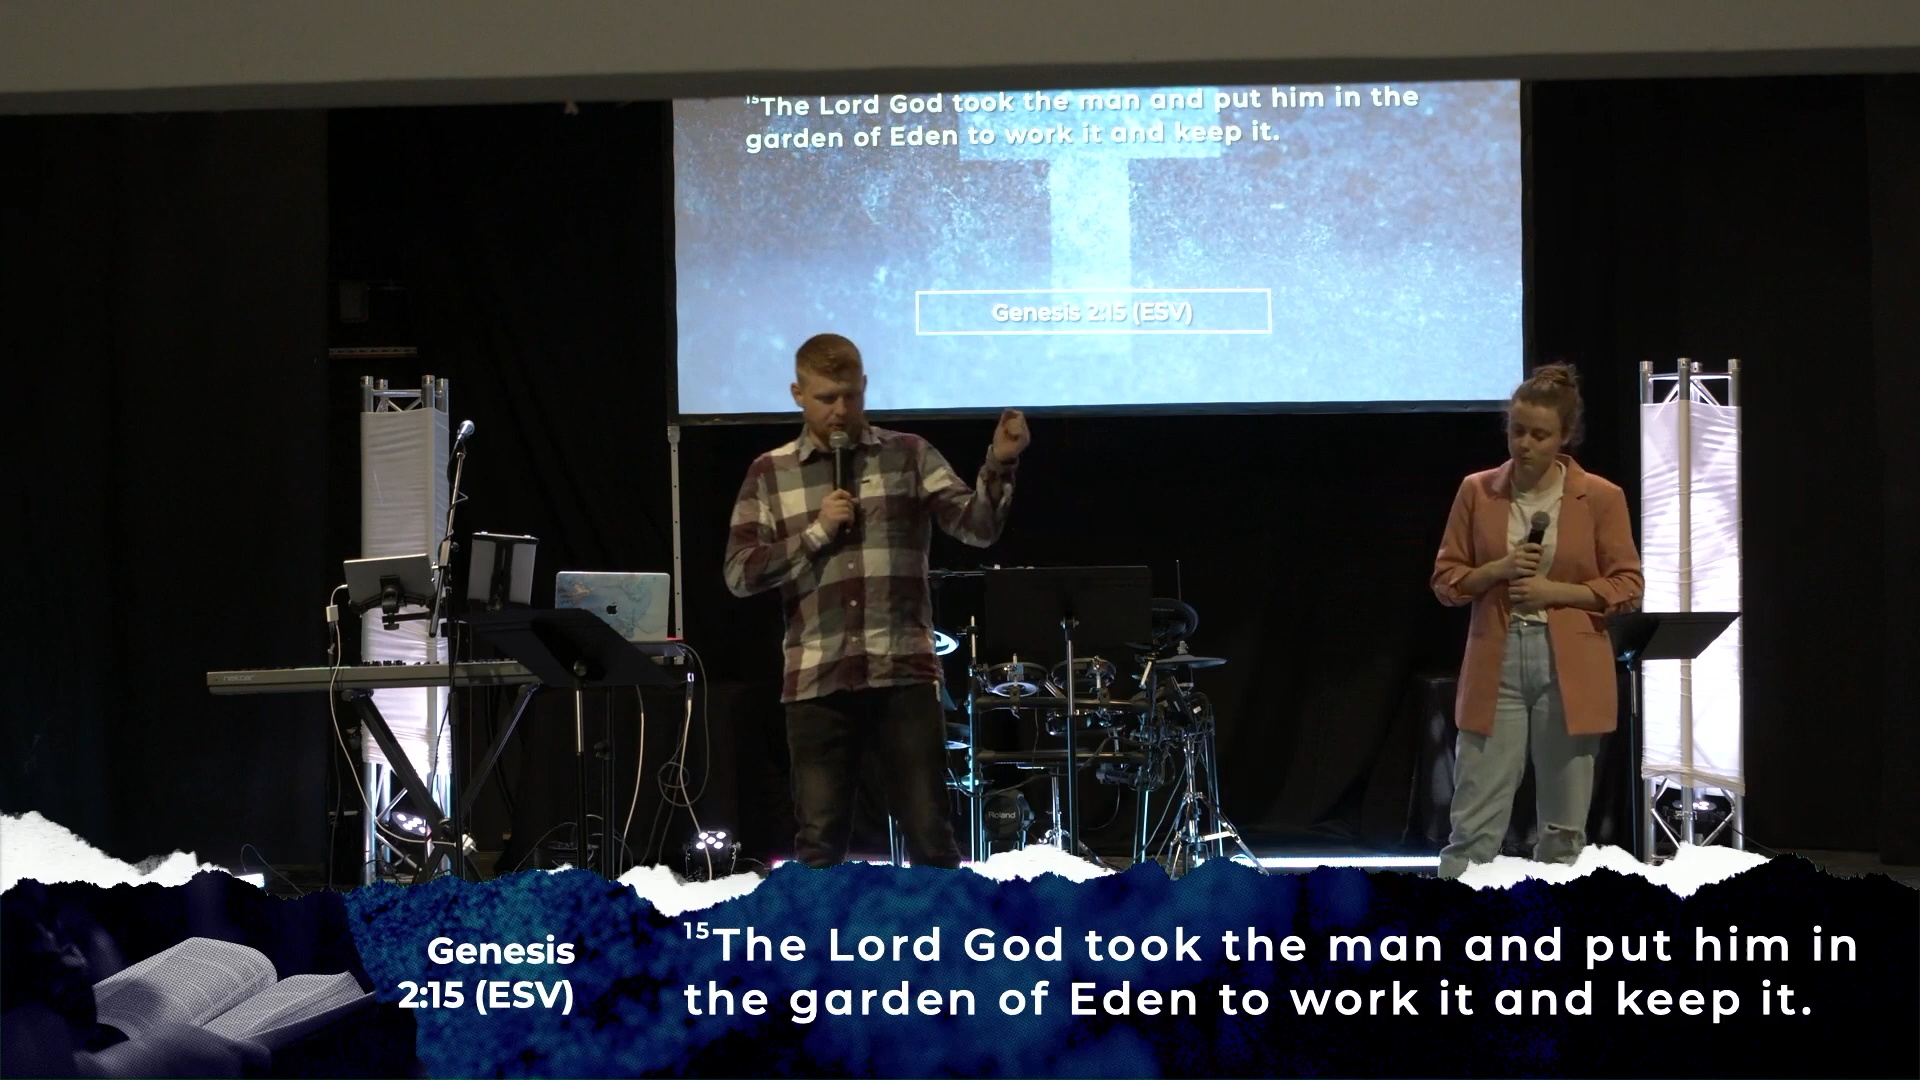 ¹⁵The Lord God took the man and put him in the
garden of Eden to work it and keep it.
Genesis 2:15 (ESV)
nektar
Roland
Genesis
2:15 (ESV)
¹⁵The Lord God took the man and put him in
the garden of Eden to work it and keep it.